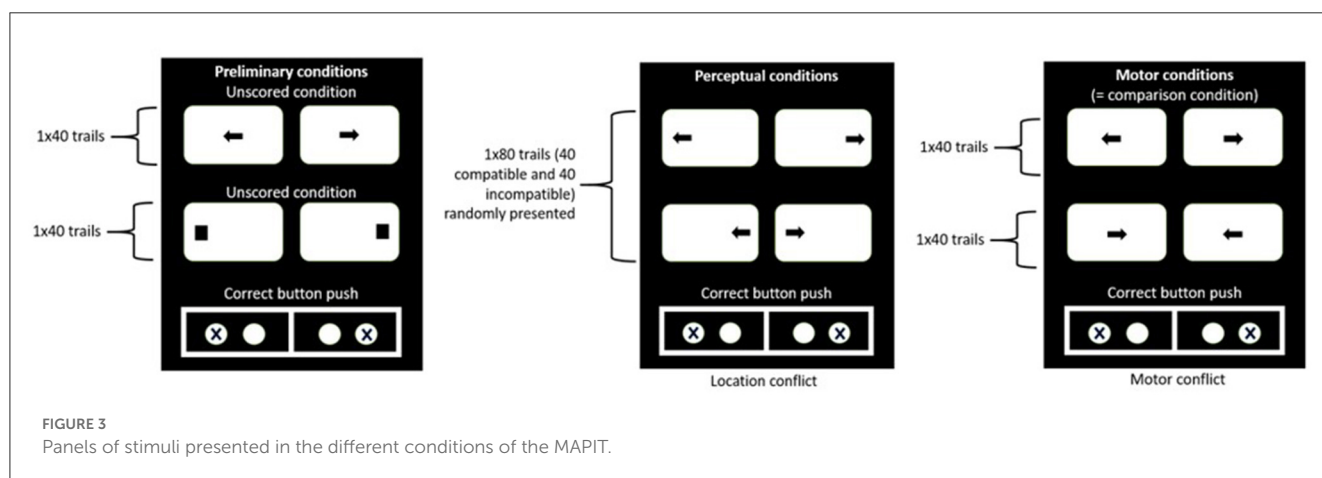 Preliminary conditions
Unscored condition
1x40 trails
Unscored condition
1x40 trails
Correct button push
X X
Perceptual conditions
1x80 trails (40
compatible and 40
incompatible)
randomly presented
Correct button push
X X
Location conflict
Motor conditions
(= comparison condition)
1x40 trails
1x40 trails
Correct button push
X X
Motor conflict
FIGURE 3
Panels of stimuli presented in the different conditions of the MAPIT.